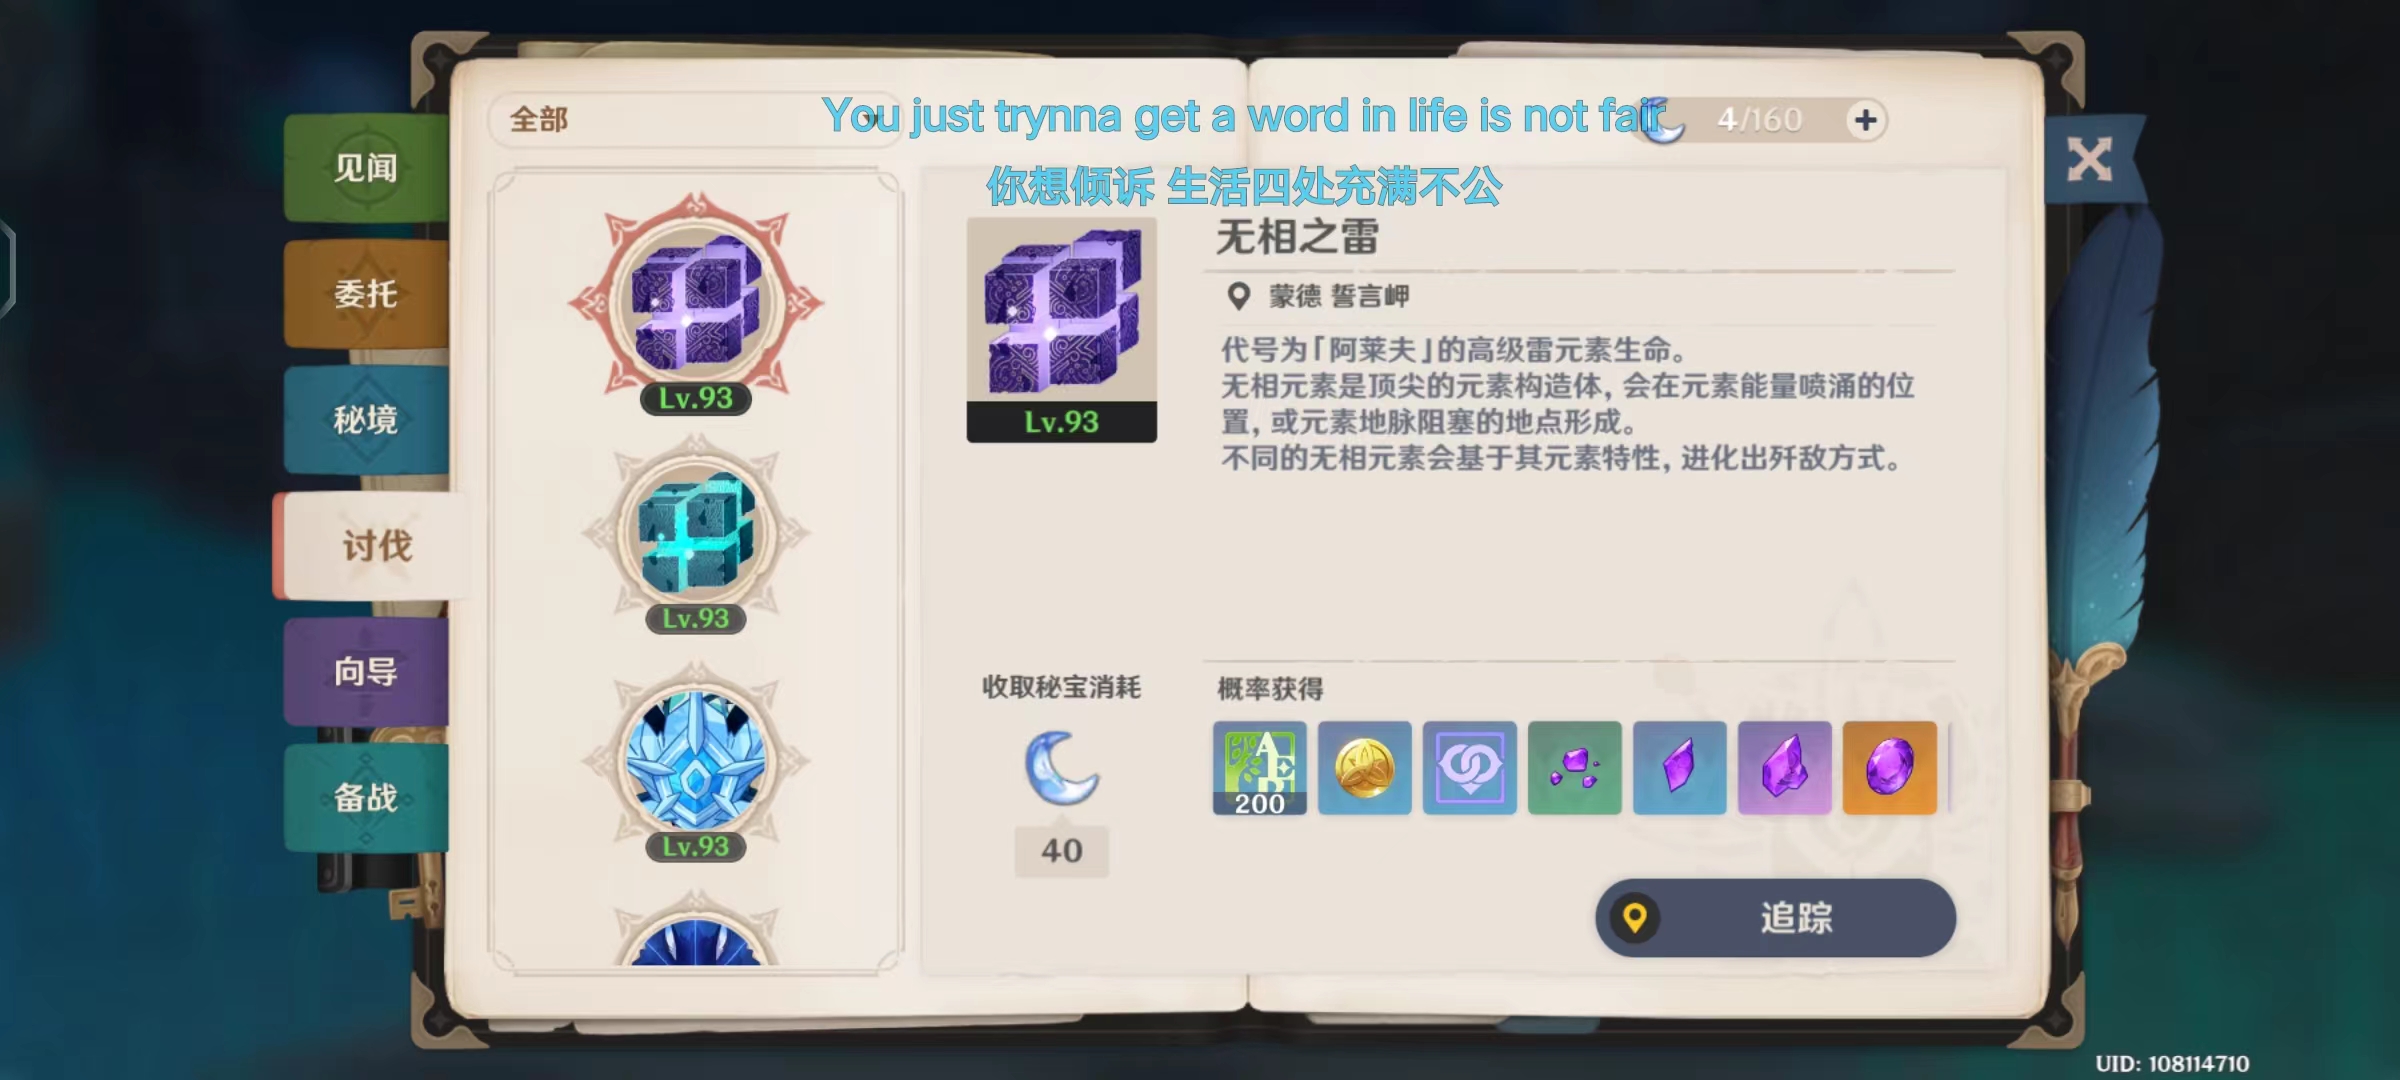 全部
You just trynna get a word in life is not fair
4/160
你想倾诉 生活四处充满不公
见闻
委托
秘境
讨伐
向导
备战
Lv.93
Lv.93
Lv.93
Lv.93
无相之雷
蒙德 誓言岬
代号为「阿莱夫」的高级雷元素生命。
无相元素是顶尖的元素构造体，会在元素能量喷涌的位
置，或元素地脉阻塞的地点形成。
不同的无相元素会基于其元素特性，进化出歼敌方式。
收取秘宝消耗
40
概率获得
200
追踪
UID: 108114710